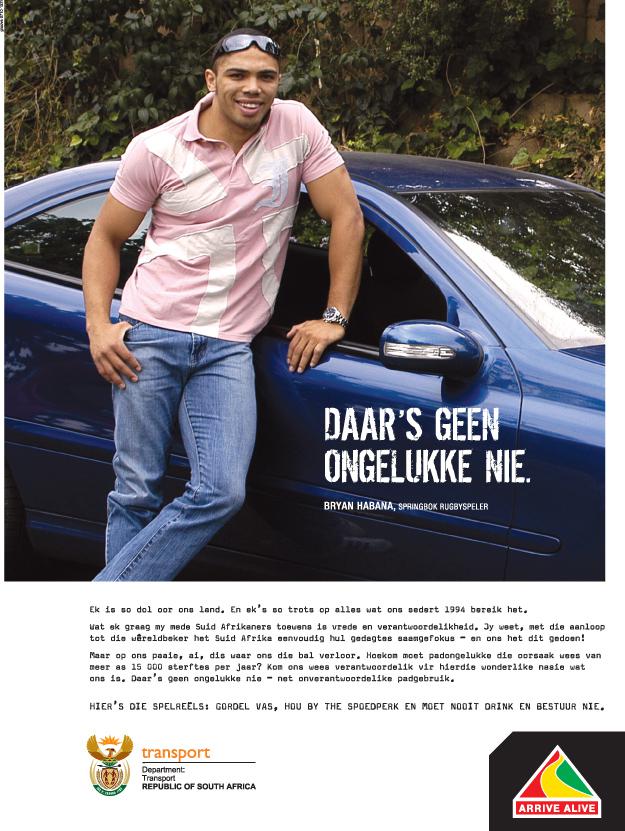 DAAR'S GEEN
ONGELUKKE NIE.
BRYAN HABANA, SPRINGBOK RUGBYSPELER
Ek is so dol oor ons land. En ek's so trots op alles wat ons sedert 1994 bereik het.
Wat ek graag my mede Suid Afrikaners toewens is vrede en verantwoordelikheid. Jy weet, met die aanloop
tot die wêreldbeker het Suid Afrika eenvoudig hul gedagtes saamgefokus – en ons het dit gedoen!
Maar op ons paaie, ai, dis waar ons die bal verloor. Hoekom moet padongelukke die oorsaak wees van
meer as 15 000 sterftes per jaar? Kom ons wees verantwoordelik vir hierdie wonderlike nasie wat
ons is. Daar's geen ongelukke nie – net onverantwoordelike padgebruik.
HIER'S DIE SPELREËLS: GORDEL VAS, HOU BY THE SPOEDPERK EN MOET NOOIT DRINK EN BESTUUR NIE.
transport
Department:
Transport
REPUBLIC OF SOUTH AFRICA
ARRIVE ALIVE